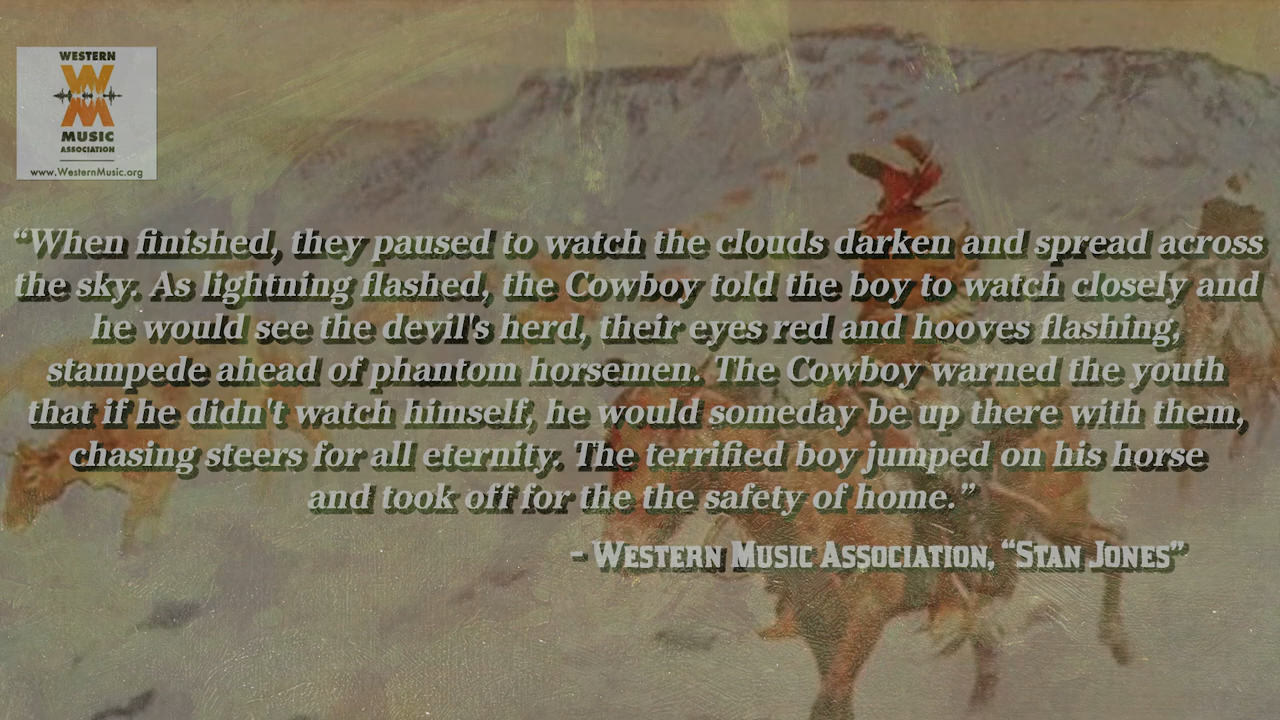 WESTERN
MUSIC
ASSOCIATION
www.WesternMusic.org
“When finished, they paused to watch the clouds darken and spread across
the sky. As lightning flashed, the Cowboy told the boy to watch closely and
he would see the devil's herd, their eyes red and hooves flashing,
stampede ahead of phantom horsemen. The Cowboy warned the youth
that if he didn't watch himself, he would someday be up there with them,
chasing steers for all eternity. The terrified boy jumped on his horse
and took off for the the safety of home.”
- Western Music Association, “Stan Jones”